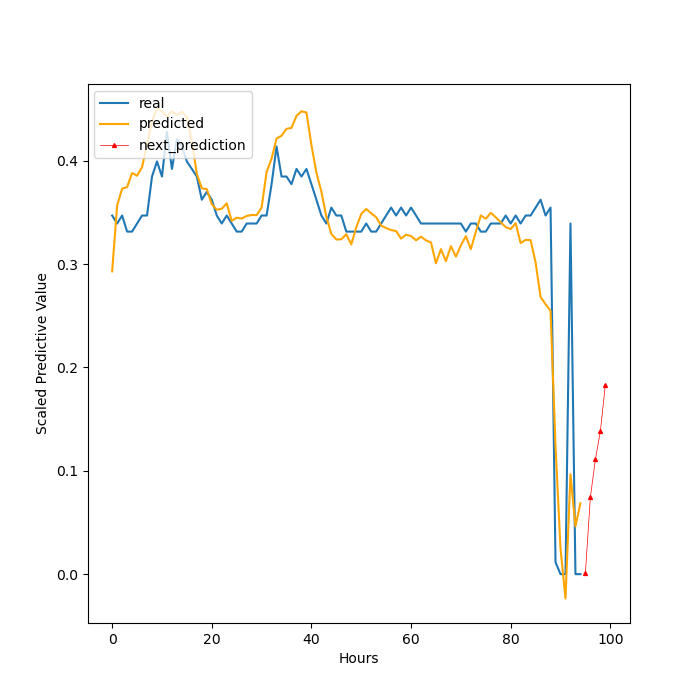 real
predicted
next_prediction
0.4
0.3
0.2
0.1
0.0
Scaled Predictive Value
0 20 40 60 80 100
Hours